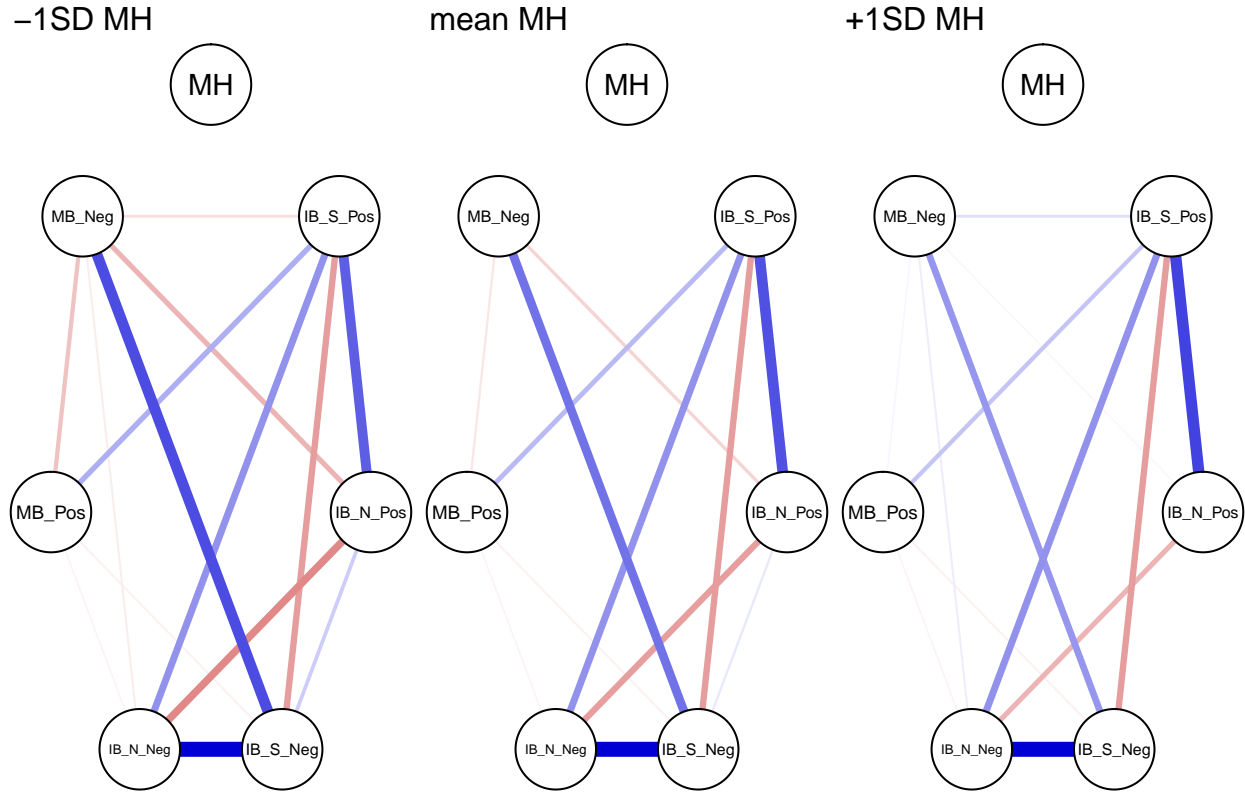 –1SD MH
mean MH
+1SD MH
MH
MH
MH
MB_Neg
IB_S_Pos
MB_Neg
IB_S_Pos
MB_Neg
IB_S_Pos
MB_Pos
IB_N_Pos
MB_Pos
IB_N_Pos
MB_Pos
IB_N_Pos
IB_N_Neg
IB_S_Neg
IB_N_Neg
IB_S_Neg
IB_N_Neg
IB_S_Neg